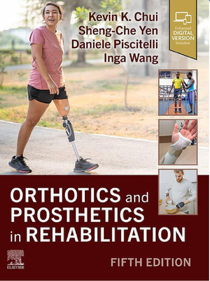 Kevin K. Chui
Sheng-Che Yen
Daniele Piscitelli
Inga Wang
DIGITAL
VERSION
ORTHOTICS and
PROSTHETICS
in REHABILITATION
ELSEVIER
FIFTH EDITION